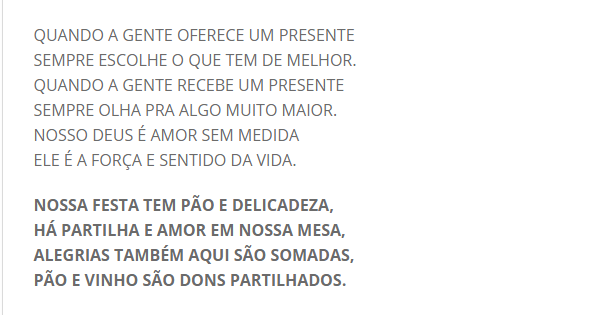 QUANDO A GENTE OFERECE UM PRESENTE
SEMPRE ESCOLHE O QUE TEM DE MELHOR.
QUANDO A GENTE RECEBE UM PRESENTE
SEMPRE OLHA PRA ALGO MUITO MAIOR.
NOSSO DEUS É AMOR SEM MEDIDA
ELE É A FORÇA E SENTIDO DA VIDA.
NOSSA FESTA TEM PÃO E DELICADEZA,
HÁ PARTILHA E AMOR EM NOSSA MESA,
ALEGRIAS TAMBÉM AQUI SÃO SOMADAS,
PÃO E VINHO SÃO DONS PARTILHADOS.